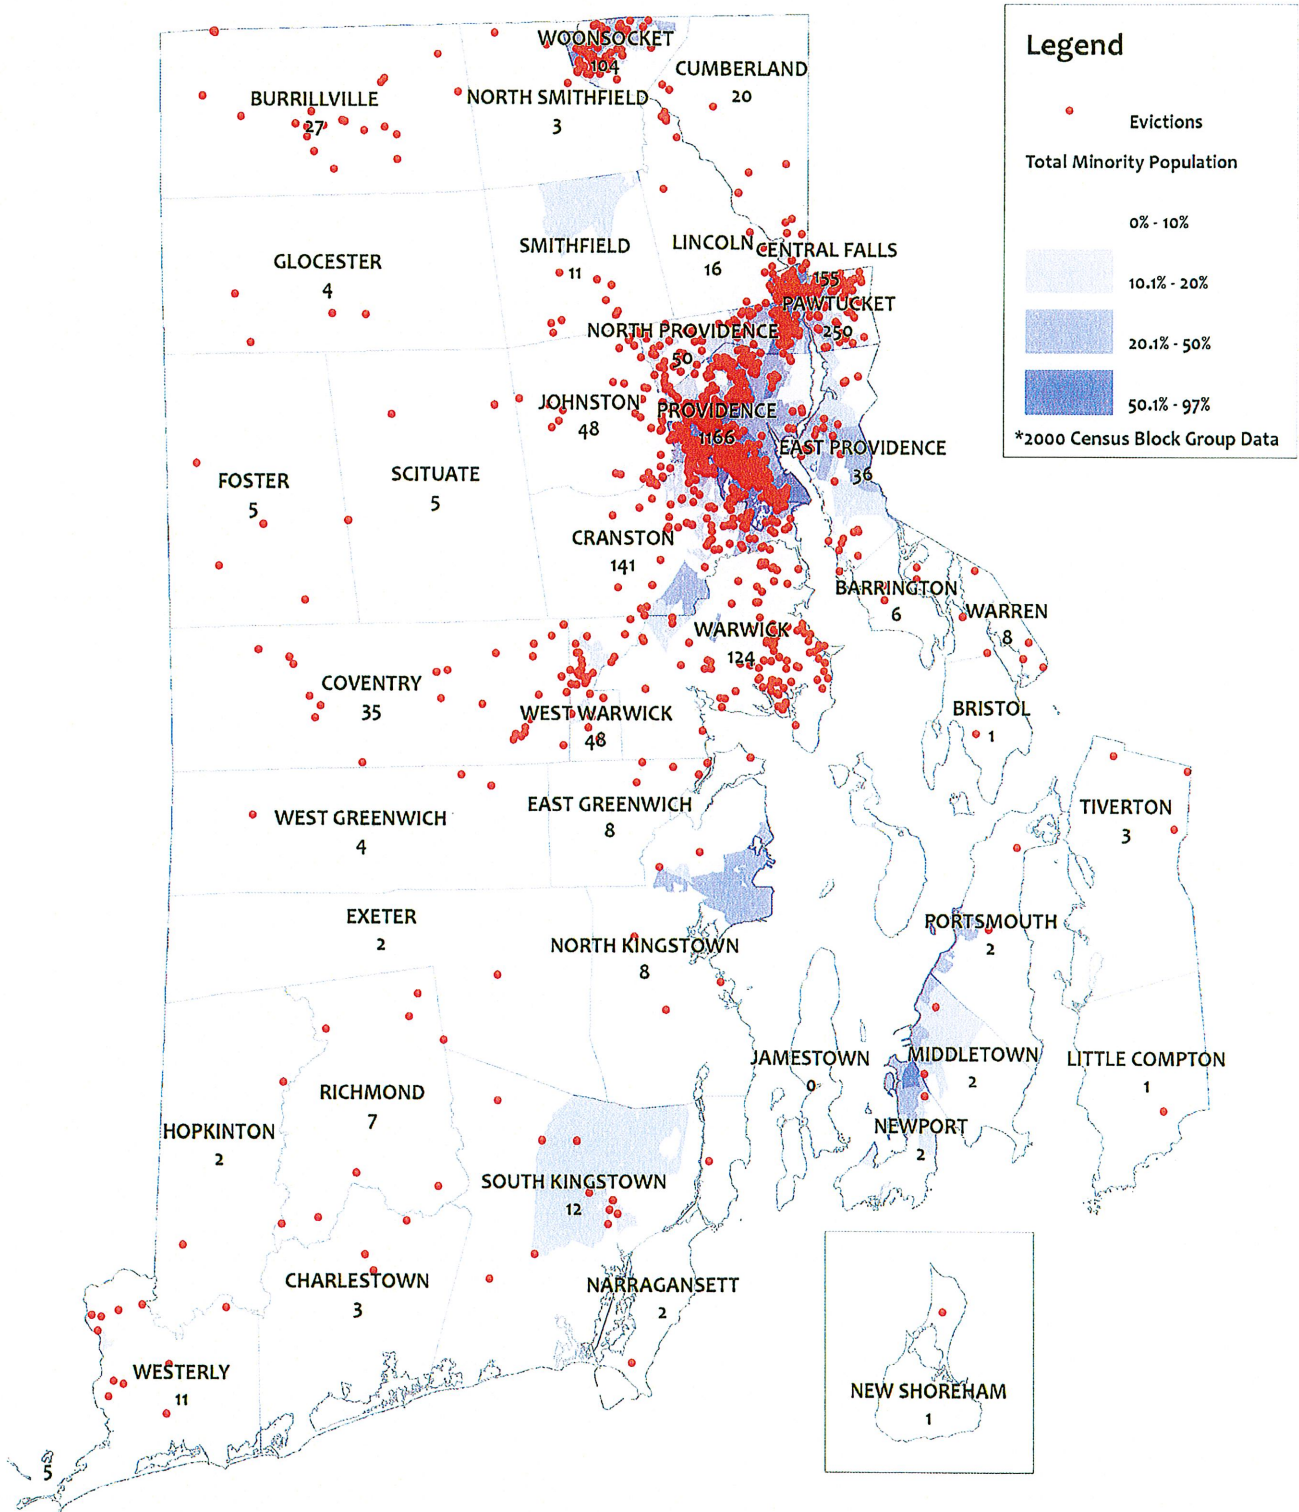 Legend
Evictions
Total Minority Population
0% - 10%
10.1% - 20%
20.1% - 50%
50.1% - 97%
*2000 Census Block Group Data
WOONSOCKET
104
CUMBERLAND
20
BURRILLVILLE
27
NORTH SMITHFIELD
3
GLOCESTER
4
SMITHFIELD
11
LINCOLN
16
CENTRAL FALLS
155
PAWTUCKET
250
NORTH PROVIDENCE
50
JOHNSTON
48
PROVIDENCE
1166
EAST PROVIDENCE
36
FOSTER
5
SCITUATE
5
CRANSTON
141
BARRINGTON
6
WARREN
8
WARWICK
124
COVENTRY
35
WEST WARWICK
48
BRISTOL
1
WEST GREENWICH
4
EAST GREENWICH
8
TIVERTON
3
EXETER
2
NORTH KINGSTOWN
8
PORTSMOUTH
2
JAMESTOWN
0
MIDDLETOWN
2
LITTLE COMPTON
1
RICHMOND
7
HOPKINTON
2
NEWPORT
2
SOUTH KINGSTOWN
12
CHARLESTOWN
3
NARRAGANSETT
2
WESTERLY
11
NEW SHOREHAM
1
5